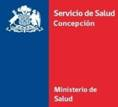 Servicio de Salud
Concepción
Ministerio de
Salud